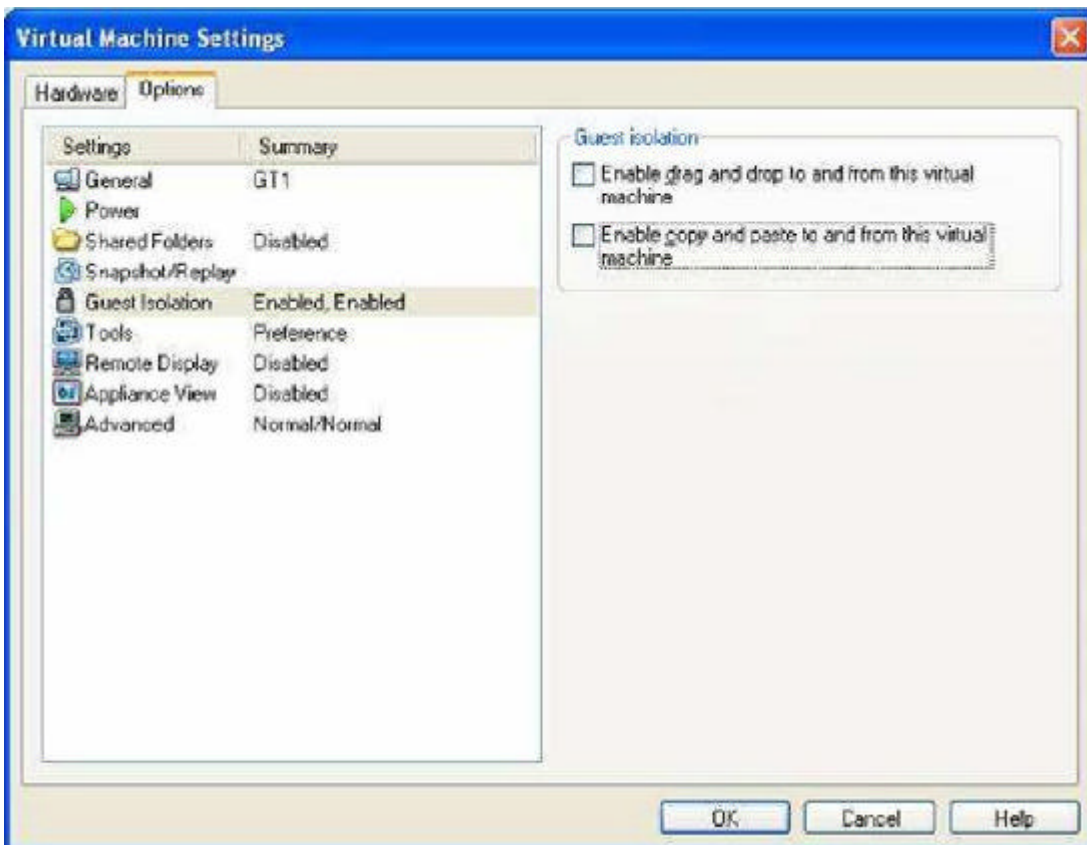 Virtual Machine Settings
Hardware Options
Settings Summary
General GT1
Power
Shared Folders Disabled
Snapshot/Replay
Guest Isolation Enabled, Enabled
Tools Preference
Remote Display Disabled
Appliance View Disabled
Advanced Normal/Normal
Guest isolation
Enable drag and drop to and from this virtual
machine
Enable copy and paste to and from this virtual
machine
OK Cancel Help